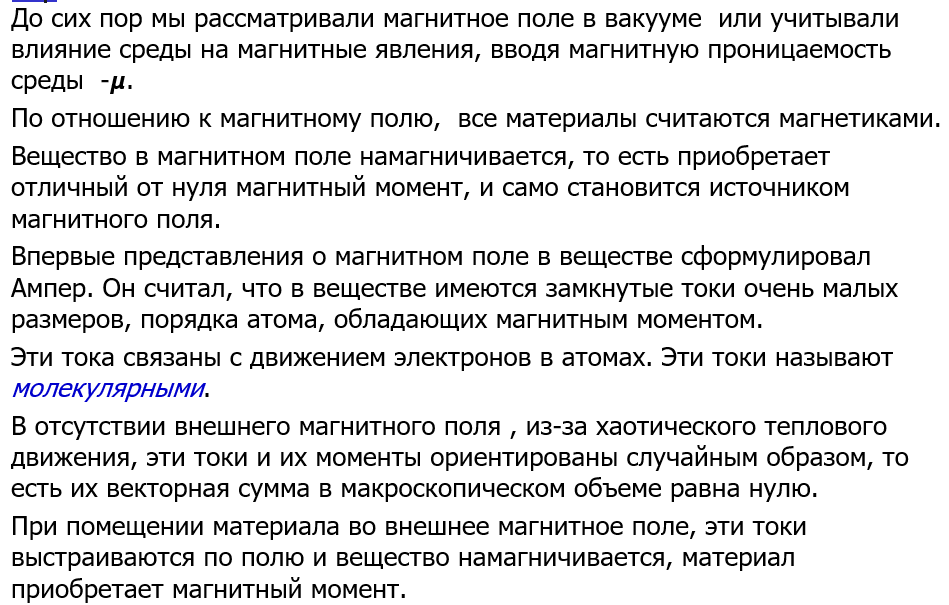 До сих пор мы рассматривали магнитное поле в вакууме  или учитывали
влияние среды на магнитные явления, вводя магнитную проницаемость
среды  -μ.
По отношению к магнитному полю,  все материалы считаются магнетиками.
Вещество в магнитном поле намагничивается, то есть приобретает
отличный от нуля магнитный момент, и само становится источником
магнитного поля.
Впервые представления о магнитном поле в веществе сформулировал
Ампер. Он считал, что в веществе имеются замкнутые токи очень малых
размеров, порядка атома, обладающих магнитным моментом.
Эти тока связаны с движением электронов в атомах. Эти токи называют
молекулярными.
В отсутствии внешнего магнитного поля , из-за хаотического теплового
движения, эти токи и их моменты ориентированы случайным образом, то
есть их векторная сумма в макроскопическом объеме равна нулю.
При помещении материала во внешнее магнитное поле, эти токи
выстраиваются по полю и вещество намагничивается, материал
приобретает магнитный момент.